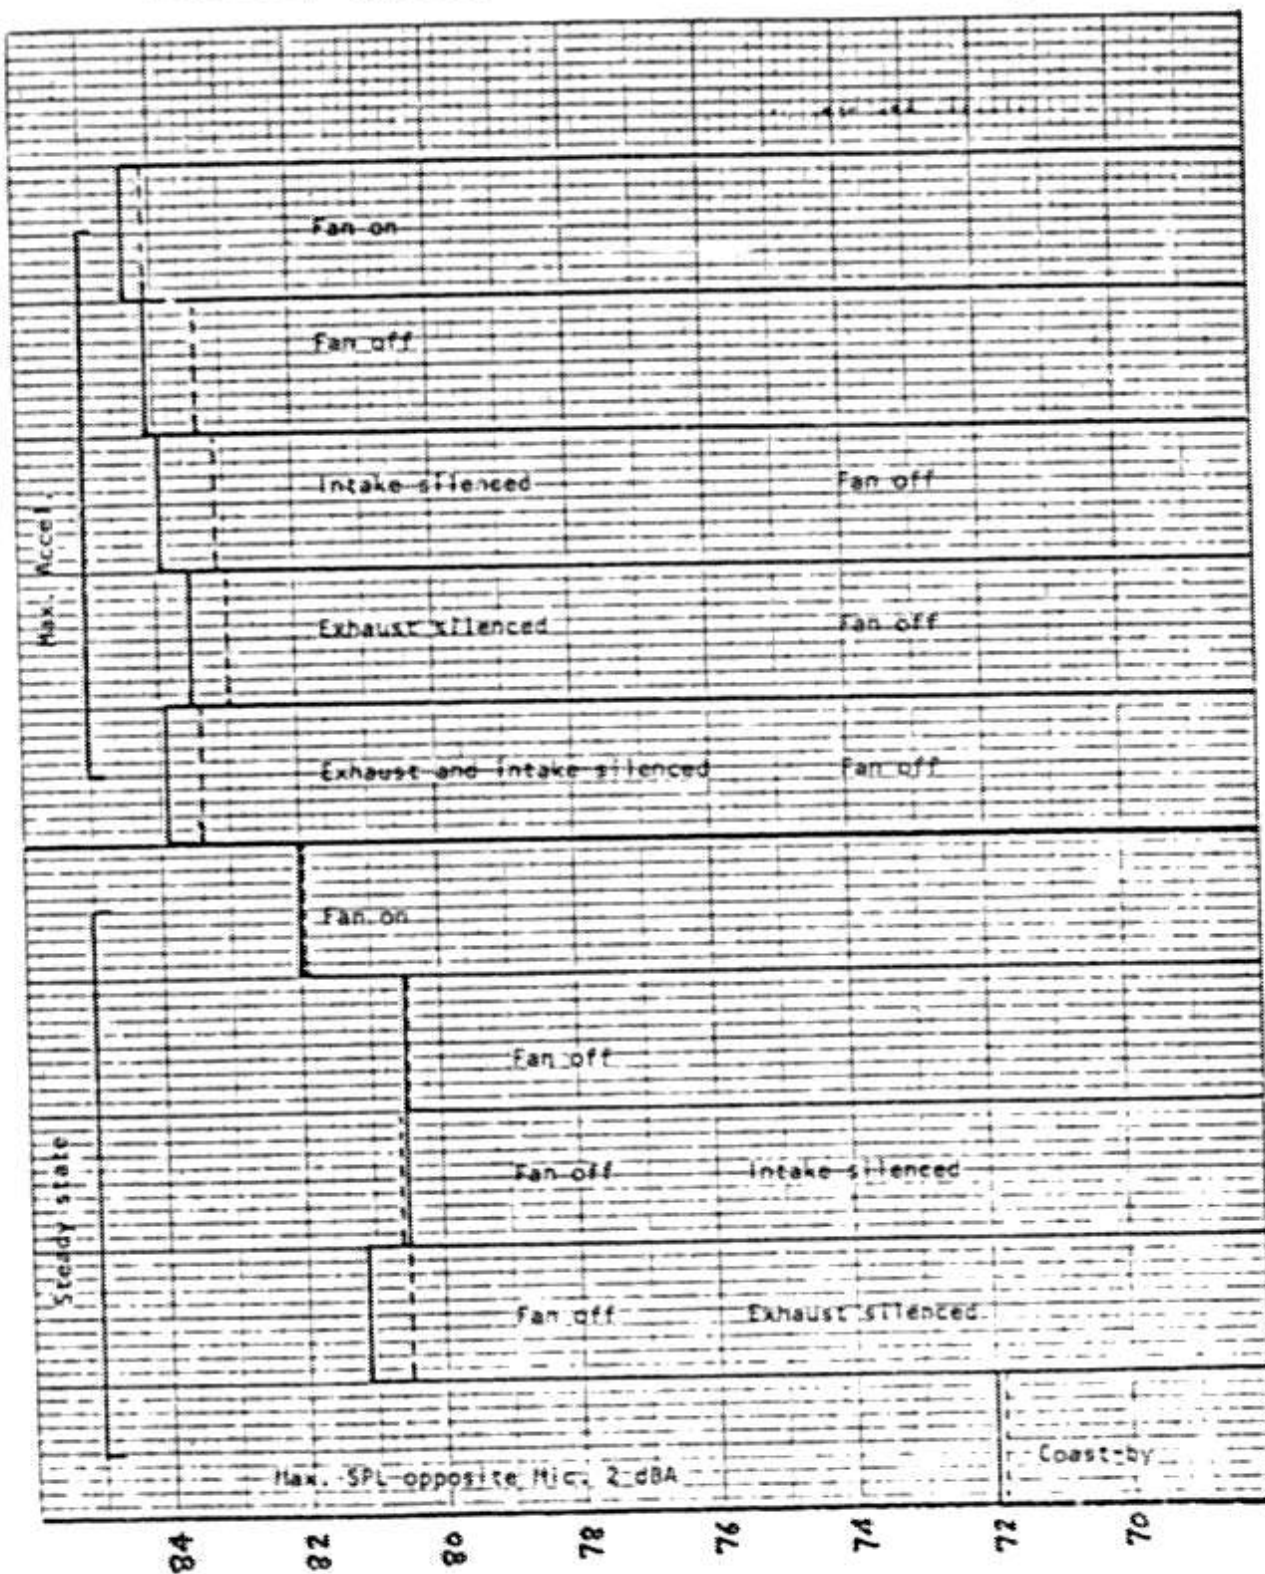 Fan on
Fan off
Intake silenced Fan off
Exhaust silenced Fan off
Exhaust and intake silenced Fan off
Max. Accel.
Fan on
Fan off
Fan off Intake silenced
Fan off Exhaust silenced
Steady state
Coast-by
Max. SPL opposite Mic. 2 dBA
84 82 80 78 76 74 72 70